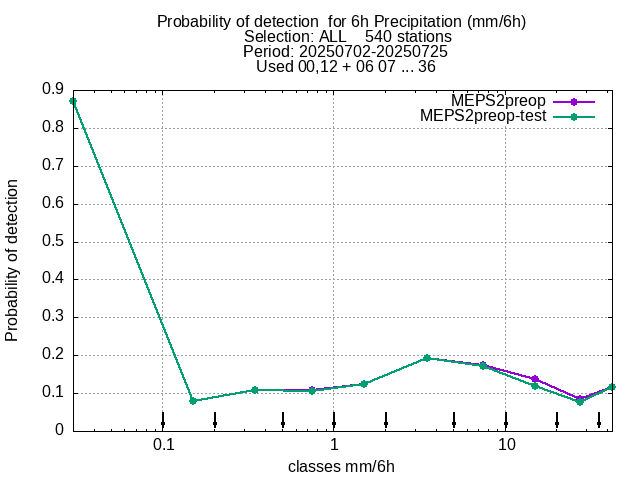 Probability of detection  for 6h Precipitation (mm/6h)
Selection: ALL    540 stations
Period: 20250702-20250725
Used 00,12 + 06 07 ... 36
MEPS2preop
MEPS2preop-test
0.9
0.8
0.7
0.6
0.5
0.4
0.3
0.2
0.1
0
Probability of detection
0.1
1
10
classes mm/6h